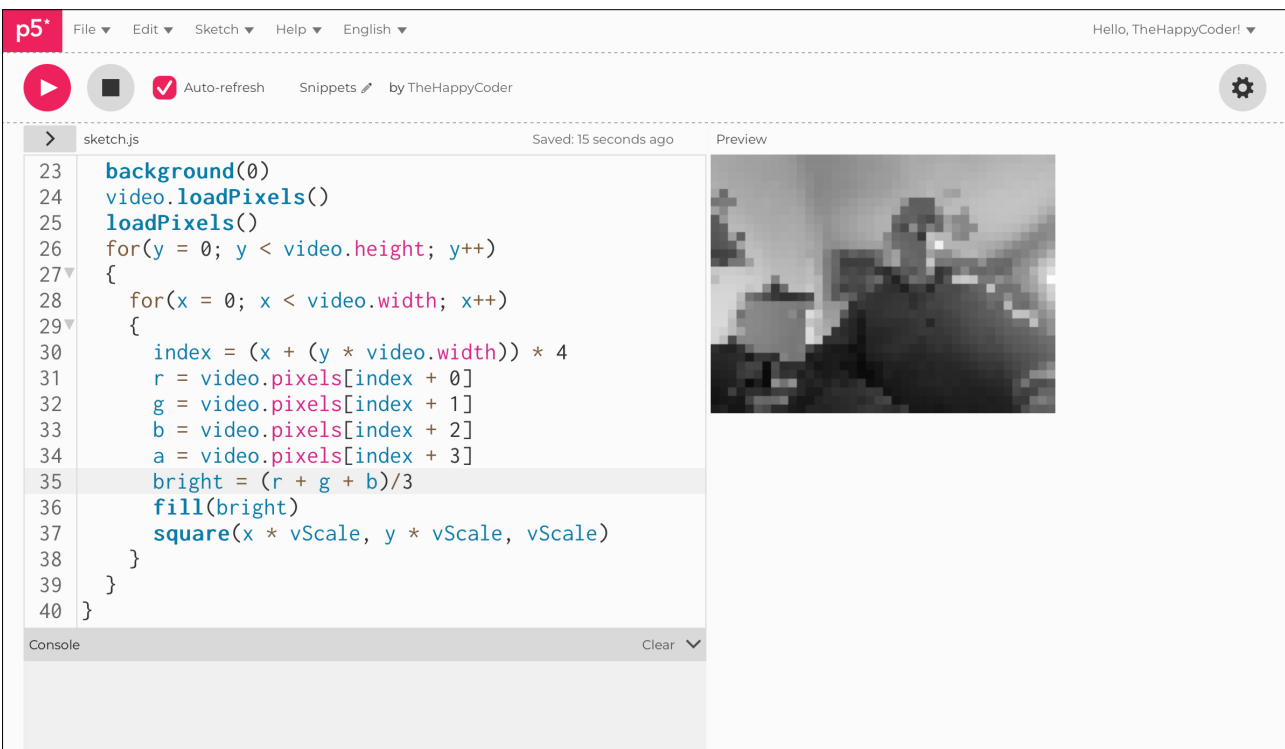 p5* File Edit Sketch Help English Hello, TheHappyCoder!
Auto-refresh Snippets by TheHappyCoder
sketch.js Saved: 15 seconds ago Preview
23 background(0)
24 video.loadPixels()
25 loadPixels()
26 for(y = 0; y < video.height; y++)
27 {
28 for(x = 0; x < video.width; x++)
29 {
30 index = (x + (y * video.width)) * 4
31 r = video.pixels[index + 0]
32 g = video.pixels[index + 1]
33 b = video.pixels[index + 2]
34 a = video.pixels[index + 3]
35 bright = (r + g + b)/3
36 fill(bright)
37 square(x * vScale, y * vScale, vScale)
38 }
39 }
40 }
Console Clear